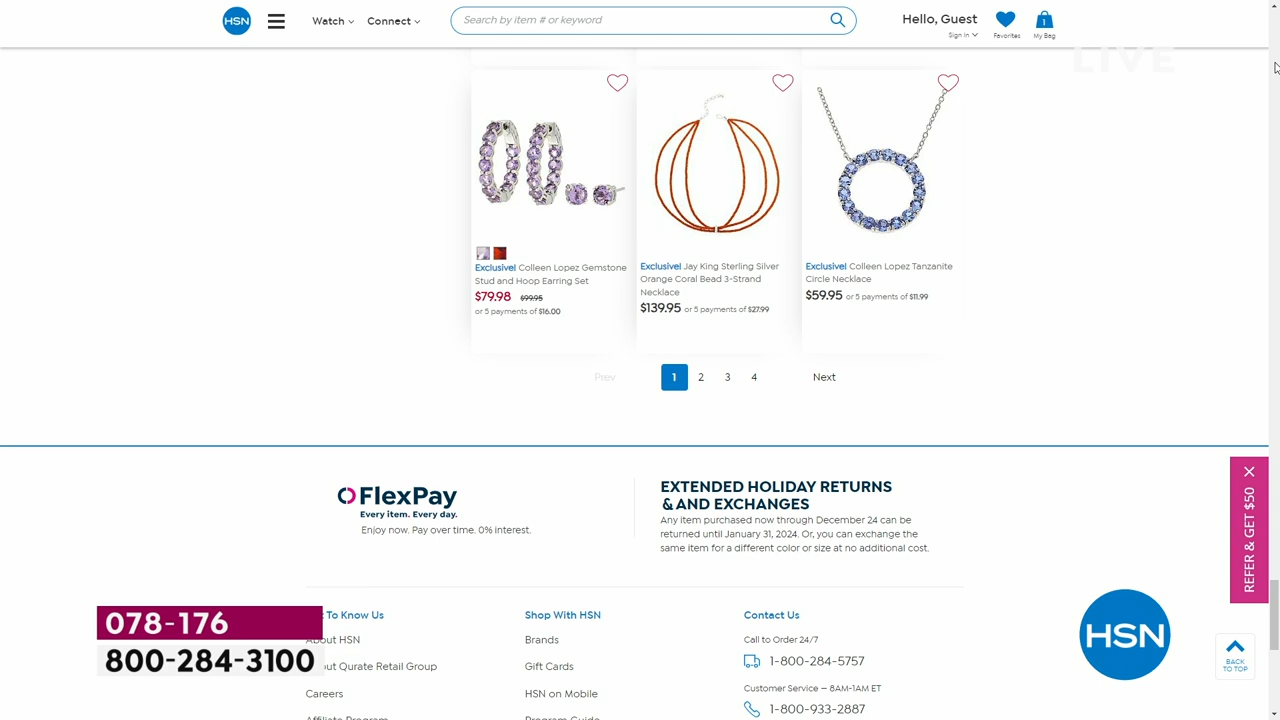 HSN
Watch
Connect
Search by item # or keyword
Hello, Guest
Sign In
Favorites
1
My Bag
LIVE
Exclusive! Colleen Lopez Gemstone
Stud and Hoop Earring Set
$79.98 $99.95
or 5 payments of $16.00
Exclusive! Jay King Sterling Silver
Orange Coral Bead 3-Strand
Necklace
$139.95 or 5 payments of $27.99
Exclusive! Colleen Lopez Tanzanite
Circle Necklace
$59.95 or 5 payments of $11.99
Prev
1
2
3
4
Next
FlexPay
Every item. Every day.
Enjoy now. Pay over time. 0% interest.
EXTENDED HOLIDAY RETURNS
& AND EXCHANGES
Any item purchased now through December 24 can be
returned until January 31, 2024. Or, you can exchange the
same item for a different color or size at no additional cost.
REFER & GET $50
078-176
800-284-3100
To Know Us
About HSN
out Qurate Retail Group
Careers
Affiliate Program
Shop With HSN
Brands
Gift Cards
HSN on Mobile
Program Guide
Contact Us
Call to Order 24/7
1-800-284-5757
Customer Service – 8AM-1AM ET
1-800-933-2887
HSN
BACK
TO TOP